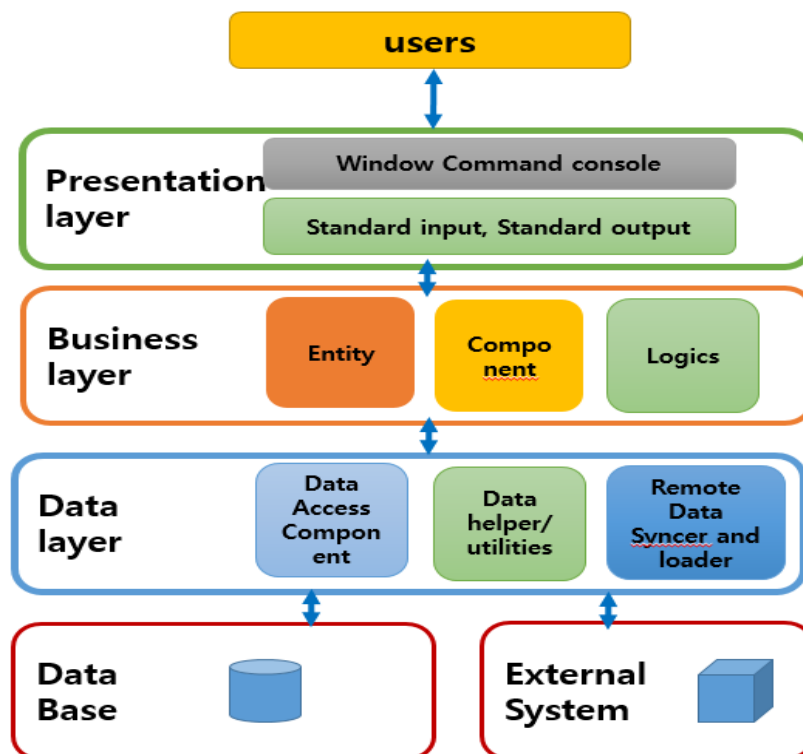 users
Presentation
layer
Window Command console
Standard input, Standard output
Business
layer
Entity
Compo
nent
Logics
Data
layer
Data
Access
Compon
ent
Data
helper/
utilities
Remote
Data
Syncer and
loader
Data
Base
External
System